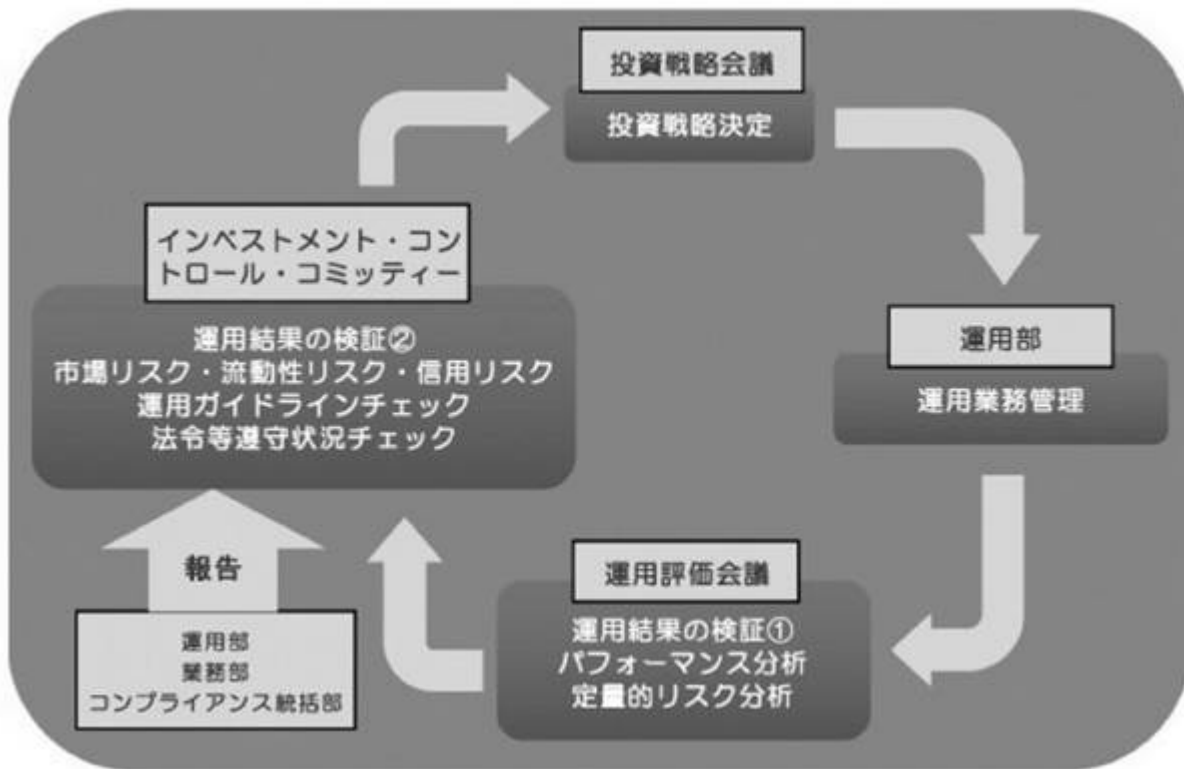 投資戦略会議
投資戦略決定
インベストメント・コン
トロール・コミッティー
運用結果の検証②
市場リスク・流動性リスク・信用リスク
運用ガイドラインチェック
法令等遵守状況チェック
運用部
運用業務管理
報告
運用評価会議
運用結果の検証①
パフォーマンス分析
定量的リスク分析
運用部
業務部
コンプライアンス統括部